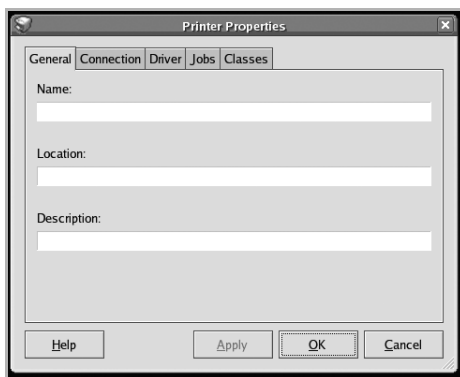 Printer Properties
General Connection Driver Jobs Classes
Name:
Location:
Description:
Help Apply OK Cancel